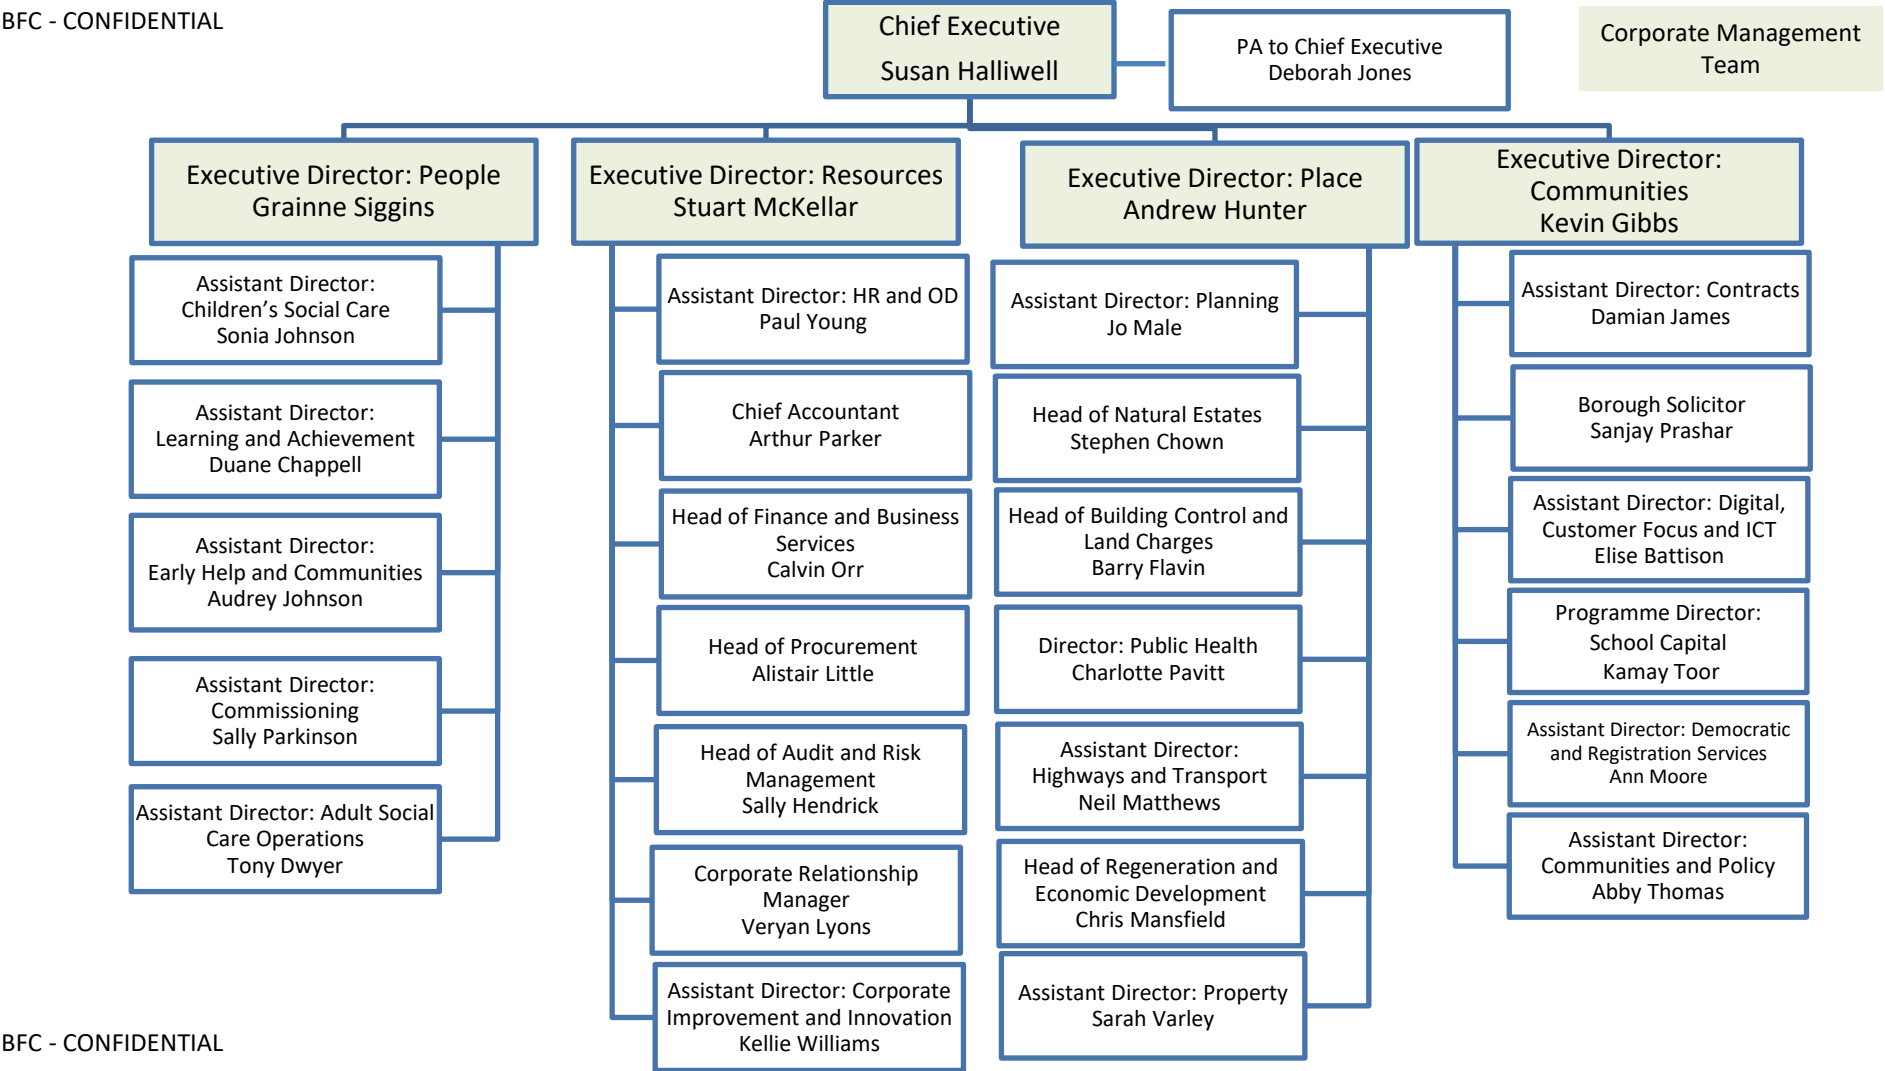 BFC - CONFIDENTIAL
Chief Executive
Susan Halliwell
PA to Chief Executive
Deborah Jones
Corporate Management
Team
Executive Director: People
Grainne Siggins
Executive Director: Resources
Stuart McKellar
Executive Director: Place
Andrew Hunter
Executive Director:
Communities
Kevin Gibbs
Assistant Director:
Children’s Social Care
Sonia Johnson
Assistant Director:
Learning and Achievement
Duane Chappell
Assistant Director:
Early Help and Communities
Audrey Johnson
Assistant Director:
Commissioning
Sally Parkinson
Assistant Director: Adult Social
Care Operations
Tony Dwyer
Assistant Director: HR and OD
Paul Young
Chief Accountant
Arthur Parker
Head of Finance and Business
Services
Calvin Orr
Head of Procurement
Alistair Little
Head of Audit and Risk
Management
Sally Hendrick
Corporate Relationship
Manager
Veryan Lyons
Assistant Director: Corporate
Improvement and Innovation
Kellie Williams
Assistant Director: Planning
Jo Male
Head of Natural Estates
Stephen Chown
Head of Building Control and
Land Charges
Barry Flavin
Director: Public Health
Charlotte Pavitt
Assistant Director:
Highways and Transport
Neil Matthews
Head of Regeneration and
Economic Development
Chris Mansfield
Assistant Director: Property
Sarah Varley
Assistant Director: Contracts
Damian James
Borough Solicitor
Sanjay Prashar
Assistant Director: Digital,
Customer Focus and ICT
Elise Battison
Programme Director:
School Capital
Kamay Toor
Assistant Director: Democratic
and Registration Services
Ann Moore
Assistant Director:
Communities and Policy
Abby Thomas
BFC - CONFIDENTIAL